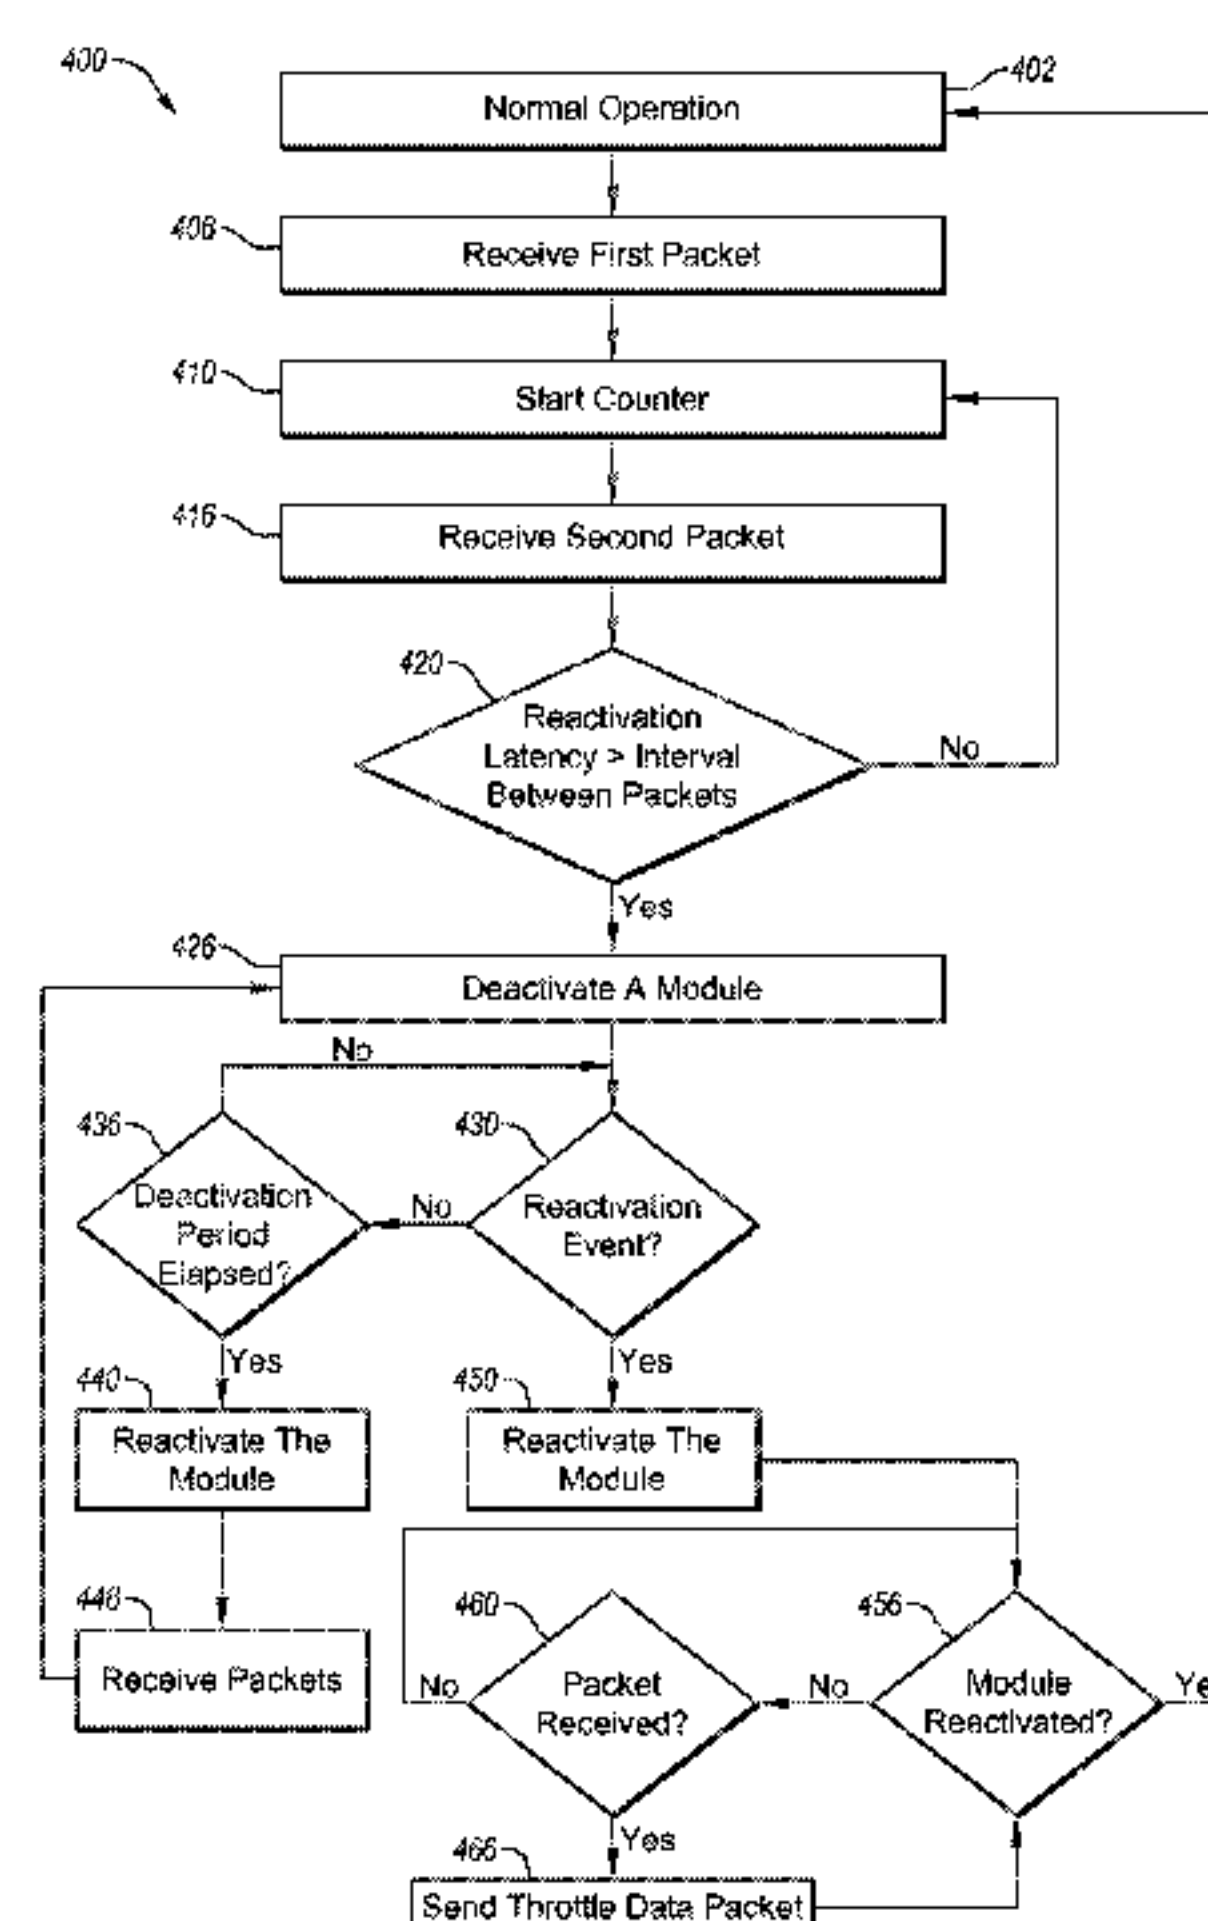 400
402
Normal Operation
408
Receive First Packet
410
Start Counter
416
Receive Second Packet
420
Reactivation
Latency > Interval
Between Packets
No
Yes
426
Deactivate A Module
No
436
Deactivation
Period
Elapsed?
No
430
Reactivation
Event?
Yes
Yes
440
Reactivate The
Module
450
Reactivate The
Module
446
Receive Packets
460
Packet
Received?
No
No
456
Module
Reactivated?
Ye
Yes
466
Send Throttle Data Packet